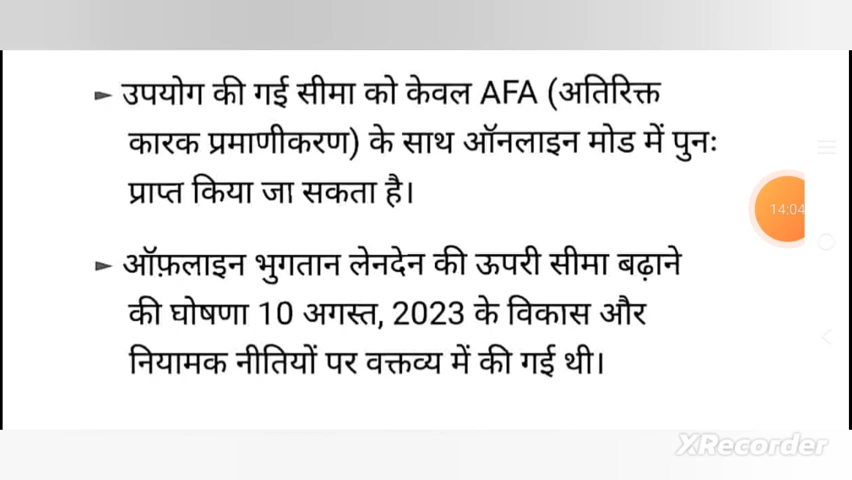 ► उपयोग की गई सीमा को केवल AFA (अतिरिक्त
कारक प्रमाणीकरण) के साथ ऑनलाइन मोड में पुनः
प्राप्त किया जा सकता है।
► ऑफ़लाइन भुगतान लेनदेन की ऊपरी सीमा बढ़ाने
की घोषणा 10 अगस्त, 2023 के विकास और
नियामक नीतियों पर वक्तव्य में की गई थी।
14:04
XRecorder